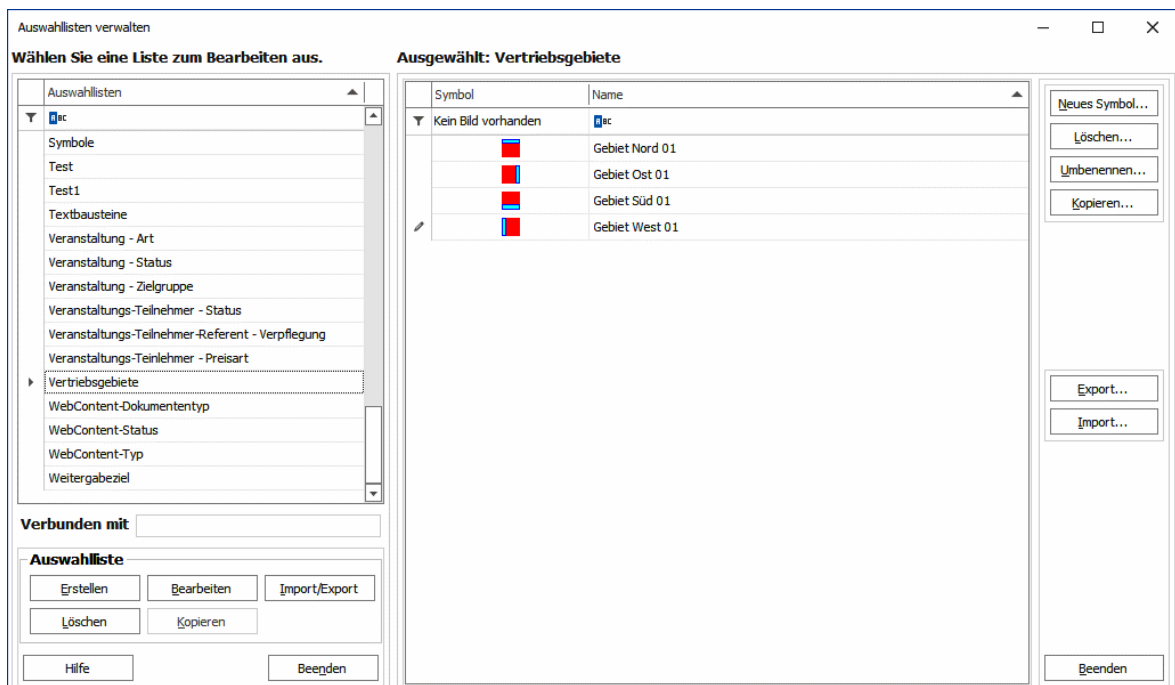 Auswahllisten verwalten
Wählen Sie eine Liste zum Bearbeiten aus.
Auswahllisten
ABC
Symbole
Test
Test1
Textbausteine
Veranstaltung - Art
Veranstaltung - Status
Veranstaltung - Zielgruppe
Veranstaltungs-Teilnehmer - Status
Veranstaltungs-Teilnehmer-Referent - Verpflegung
Veranstaltungs-Teinlehmer - Preisart
Vertriebsgebiete
WebContent-Dokumententyp
WebContent-Status
WebContent-Typ
Weitergabeziel
Verbunden mit
Auswahlliste
Erstellen Bearbeiten Import/Export
Löschen Kopieren
Hilfe Beenden
Ausgewählt: Vertriebsgebiete
Symbol Name
Kein Bild vorhanden ABC
Gebiet Nord 01
Gebiet Ost 01
Gebiet Süd 01
Gebiet West 01
Neues Symbol...
Löschen...
Umbenennen...
Kopieren...
Export...
Import...
Beenden